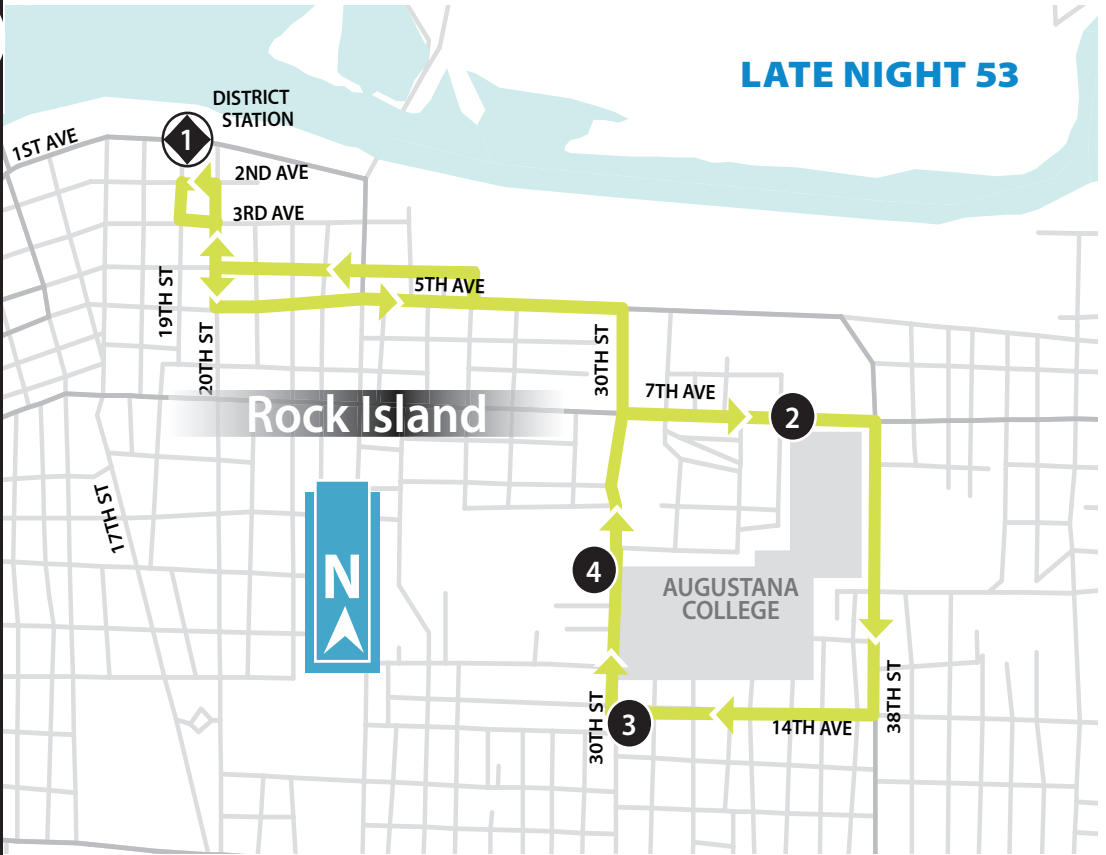 LATE NIGHT 53
DISTRICT
STATION
1
1ST AVE
2ND AVE
3RD AVE
5TH AVE
19TH ST
20TH ST
30TH ST
7TH AVE
2
Rock Island
17TH ST
N
4
AUGUSTANA
COLLEGE
38TH ST
30TH ST
3
14TH AVE